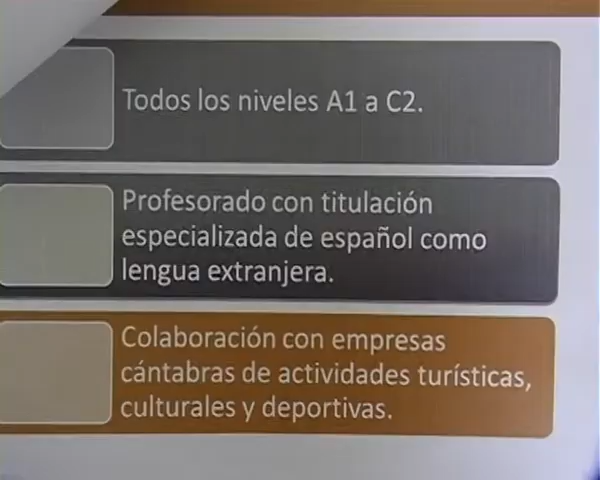 Todos los niveles A1 a C2.
Profesorado con titulación
especializada de español como
lengua extranjera.
Colaboración con empresas
cántabras de actividades turísticas,
culturales y deportivas.